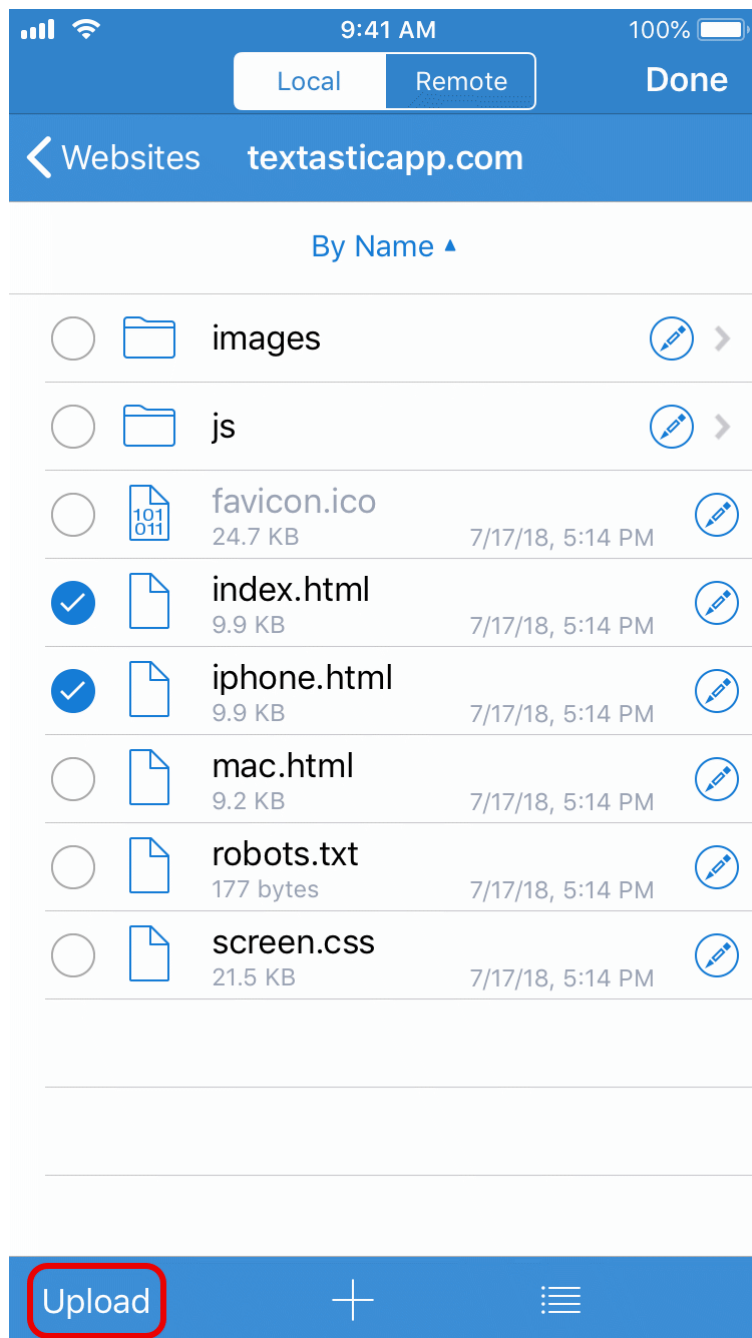 9:41 AM 100%
Local Remote Done
Websites textasticapp.com
By Name ▲
images
js
101
011
favicon.ico
24.7 KB 7/17/18, 5:14 PM
index.html
9.9 KB 7/17/18, 5:14 PM
iphone.html
9.9 KB 7/17/18, 5:14 PM
mac.html
9.2 KB 7/17/18, 5:14 PM
robots.txt
177 bytes 7/17/18, 5:14 PM
screen.css
21.5 KB 7/17/18, 5:14 PM
Upload